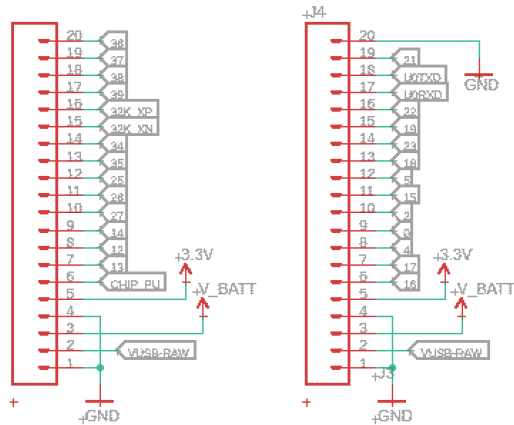 20 36
19 37
18 38
17 39
16 32K_XP
15 32K_XN
14 34
13 35
12 25
11 26
10 27
9 14
8 12
7 13
+3.3V
6 CHIP_PU
+V_BATT
5
4
3
2 VUSB-RAW
1
GND
J4
20
GND
19 21
18 U0TXD
17 U0RXD
16 22
15 19
14 23
13 18
12 5
11 15
10 2
9
8 4
7 17
+3.3V
6 16
+V_BATT
5
4
3
2 VUSB-RAW
1
J3
GND